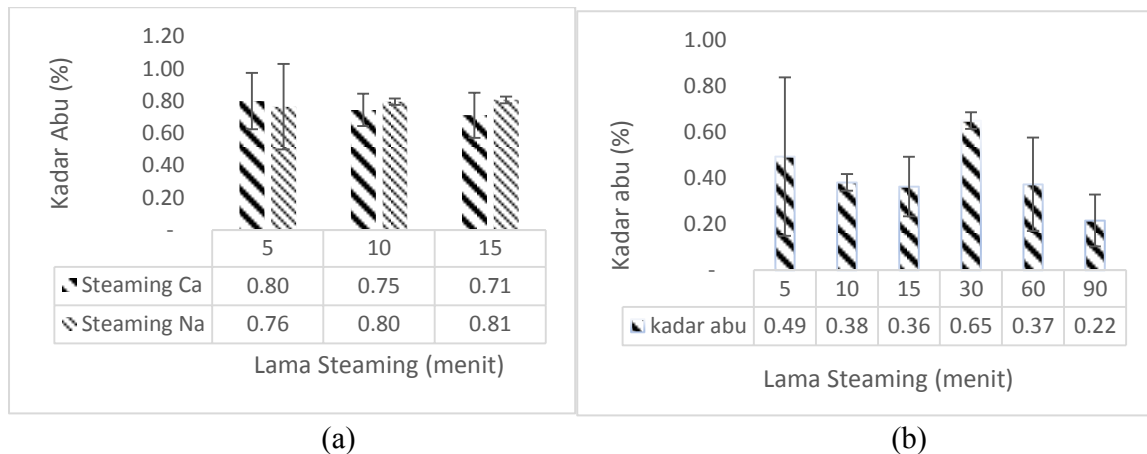 Kadar Abu (%)
1.20
1.00
0.80
0.60
0.40
0.20
-
5 10 15
Steaming Ca 0.80 0.75 0.71
Steaming Na 0.76 0.80 0.81
Lama Steaming (menit)
(a)
Kadar abu (%)
1.00
0.80
0.60
0.40
0.20
-
5 10 15 30 60 90
kadar abu 0.49 0.38 0.36 0.65 0.37 0.22
Lama Steaming (menit)
(b)